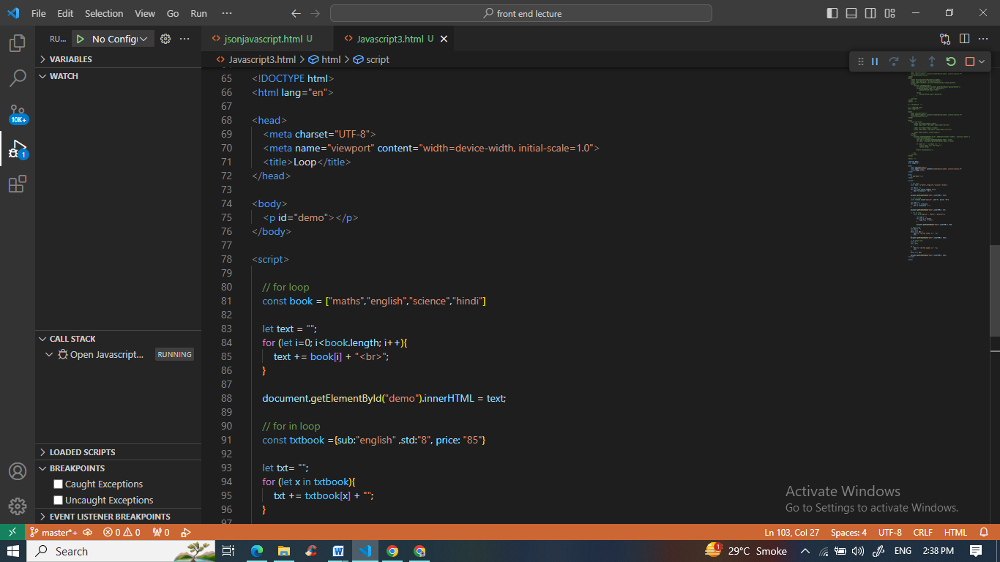 File Edit Selection View Go Run ··· front end lecture
RU... No Config ···
jsonjavascript.html U Javascript3.html U
Javascript3.html > html > script
VARIABLES
WATCH
10K+
1
CALL STACK
Open Javascript... RUNNING
LOADED SCRIPTS
BREAKPOINTS
Caught Exceptions
Uncaught Exceptions
EVENT LISTENER BREAKPOINTS
65 <!DOCTYPE html>
66 <html lang="en">
67
68 <head>
69 <meta charset="UTF-8">
70 <meta name="viewport" content="width=device-width, initial-scale=1.0">
71 <title>Loop</title>
72 </head>
73
74 <body>
75 <p id="demo"></p>
76 </body>
77
78 <script>
79
80 // for loop
81 const book = ["maths","english","science","hindi"]
82
83 let text = "";
84 for (let i=0; i<book.length; i++){
85 text += book[i] + "<br>";
86 }
87
88 document.getElementById("demo").innerHTML = text;
89
90 // for in loop
91 const txtbook ={sub:"english" ,std:"8", price: "85"}
92
93 let txt= "";
94 for (let x in txtbook){
95 txt += txtbook[x] + "";
96 }
97
Activate Windows
Go to Settings to activate Windows.
master*+ 0 0 0 Ln 103, Col 27 Spaces: 4 UTF-8 CRLF HTML
Search 1 29°C Smoke ENG 2:38 PM